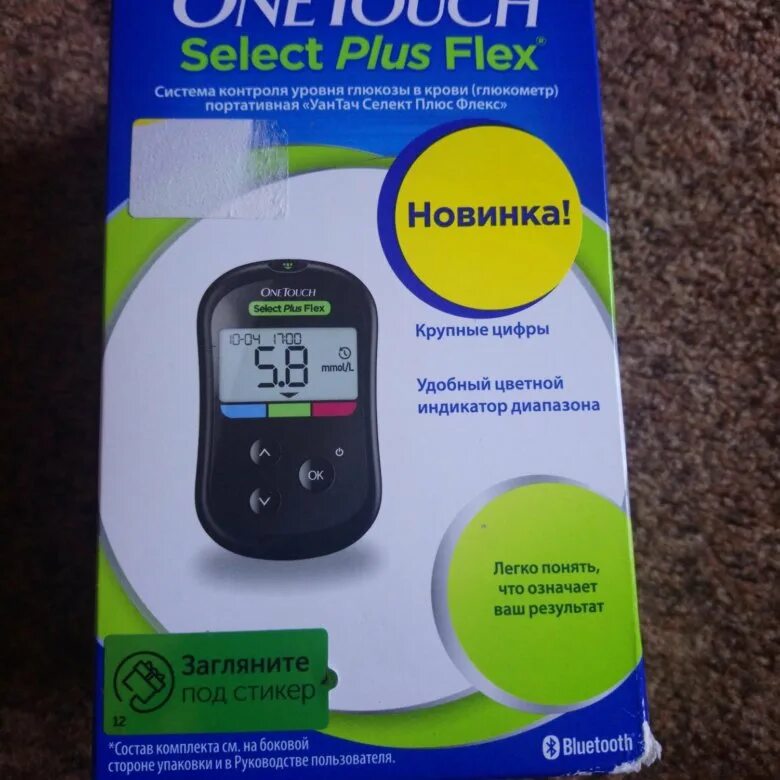 ONETOUCH
Select Plus Flex®
Система контроля уровня глюкозы в крови (глюкометр)
портативная «УанТач Селект Плюс Флекс»
Новинка!
ONETOUCH
Select Plus Flex
10-04 17:00
5.8
mmol/L
OK
Крупные цифры
Удобный цветной
индикатор диапазона
Легко понять,
что означает
ваш результат
Загляните
под стикер
12
*Состав комплекта см. на боковой
стороне упаковки и в Руководстве пользователя.
Bluetooth®